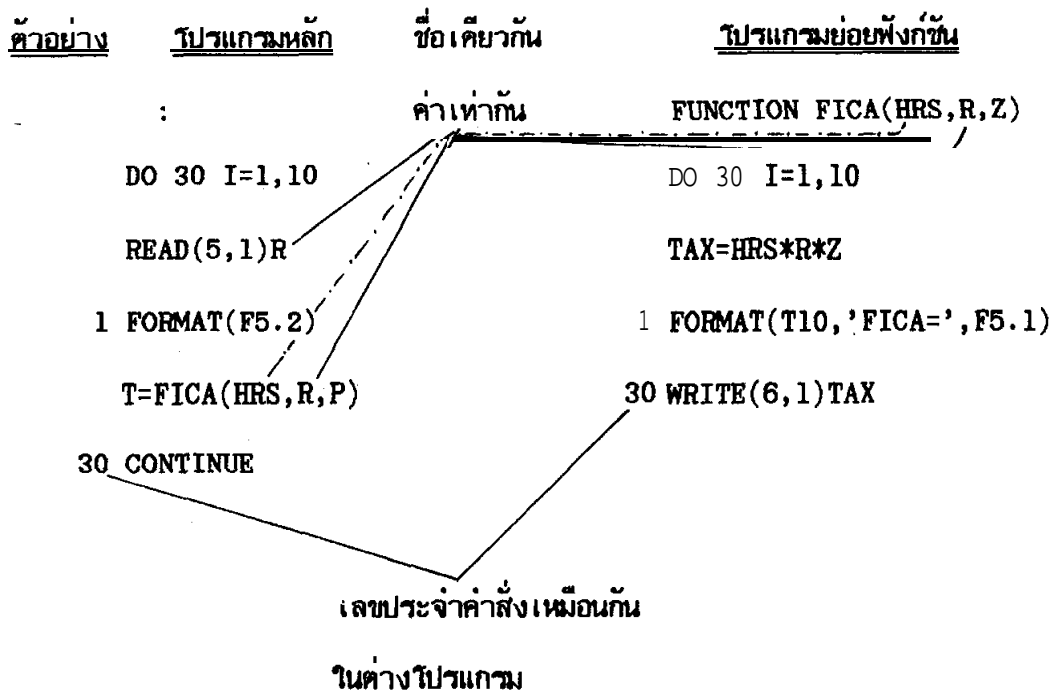 ตัวอย่าง โปรแกรมหลัก ชื่อเดียวกัน โปรแกรมย่อยฟังก์ชัน
: ค่าเท่ากัน FUNCTION FICA(HRS,R,Z)
DO 30 I=1,10 DO 30 I=1,10
READ(5,1)R TAX=HRS*R*Z
1 FORMAT(F5.2) 1 FORMAT(T10,'FICA=',F5.1)
T=FICA(HRS,R,P) 30 WRITE(6,1)TAX
30 CONTINUE
เลขประจำคำสั่งเหมือนกัน
ในต่างโปรแกรม